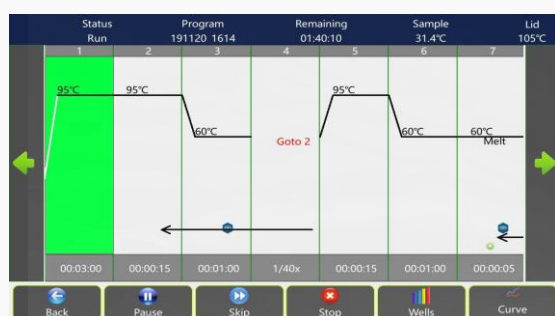 Status Program Remaining Sample Lid
Run 191120 1614 01:40:10 31.4℃ 105℃
1 2 3 4 5 6 7
95℃ 95℃ 95℃
60℃ 60℃ 60℃
Goto 2 Melt
00:03:00 00:00:15 00:01:00 1/40x 00:00:15 00:01:00 00:00:05
Back Pause Skip Stop Wells Curve